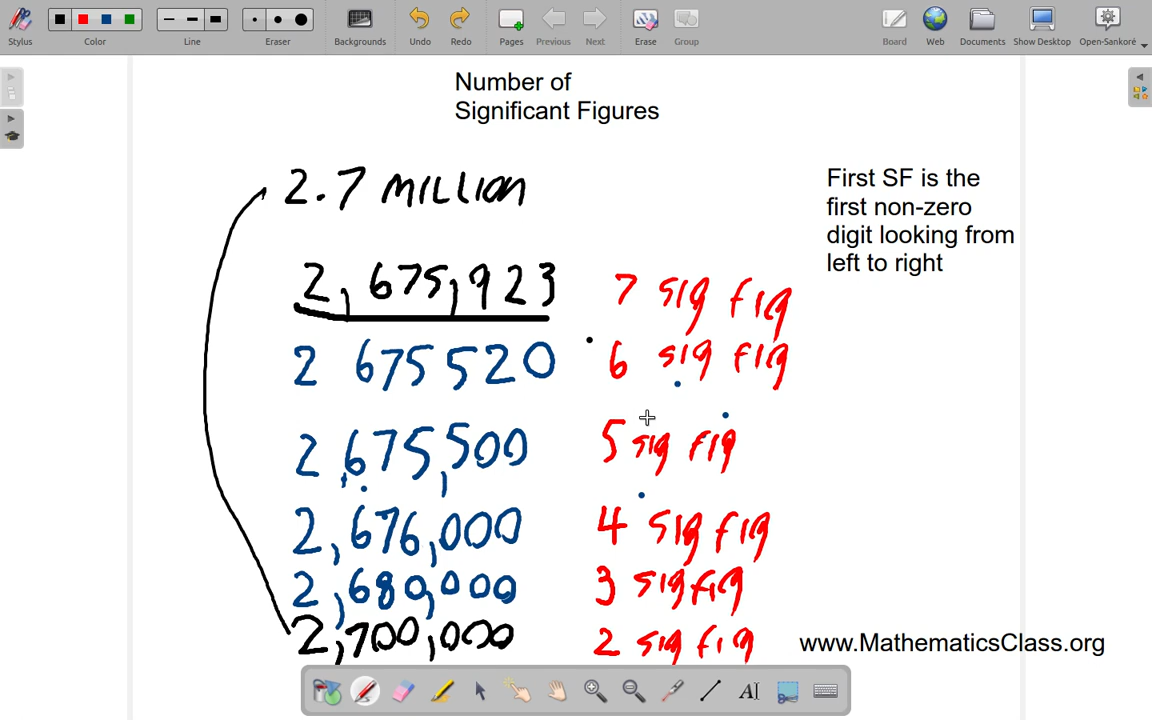 Stylus
Color
Line
Eraser
Backgrounds
Undo
Redo
Pages
Previous
Next
Erase
Group
Board
Web
Documents
Show Desktop
Open-Sankoré
Number of
Significant Figures
2.7 MILLION
First SF is the
first non-zero
digit looking from
left to right
2,675,923 7 sig fig
2 675520 6 sig fig
2,675,500 5 sig fig
2,676,000 4 sig fig
2,680,000 3 sig fig
2,700,000 2 sig fig
www.MathematicsClass.org
AI